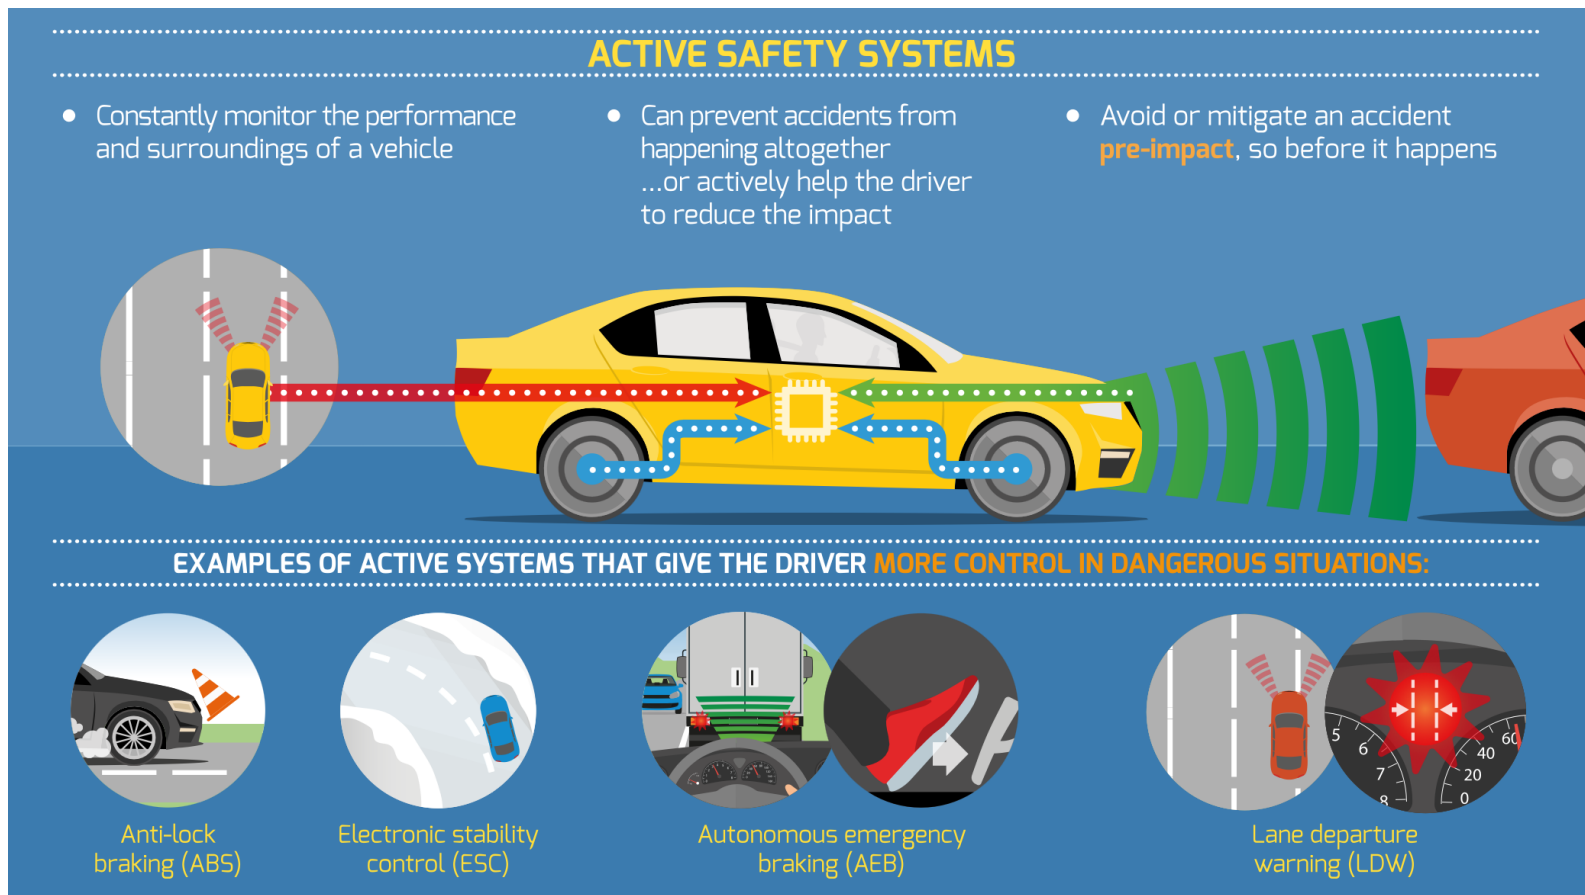 ACTIVE SAFETY SYSTEMS
Constantly monitor the performance
and surroundings of a vehicle
Can prevent accidents from
happening altogether
...or actively help the driver
to reduce the impact
Avoid or mitigate an accident
pre-impact, so before it happens
EXAMPLES OF ACTIVE SYSTEMS THAT GIVE THE DRIVER MORE CONTROL IN DANGEROUS SITUATIONS:
5
6
7
8
60
40
20
0
Anti-lock
braking (ABS)
Electronic stability
control (ESC)
Autonomous emergency
braking (AEB)
Lane departure
warning (LDW)